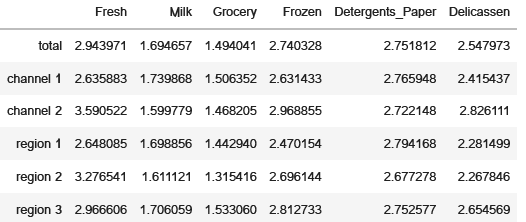 Fresh Milk Grocery Frozen Detergents_Paper Delicassen
total 2.943971 1.694657 1.494041 2.740328 2.751812 2.547973
channel 1 2.635883 1.739868 1.506352 2.631433 2.765948 2.415437
channel 2 3.590522 1.599779 1.468205 2.968855 2.722148 2.826111
region 1 2.648085 1.698856 1.442940 2.470154 2.794168 2.281499
region 2 3.276541 1.611121 1.315416 2.696144 2.677278 2.267846
region 3 2.966606 1.706059 1.533060 2.812733 2.752577 2.654569